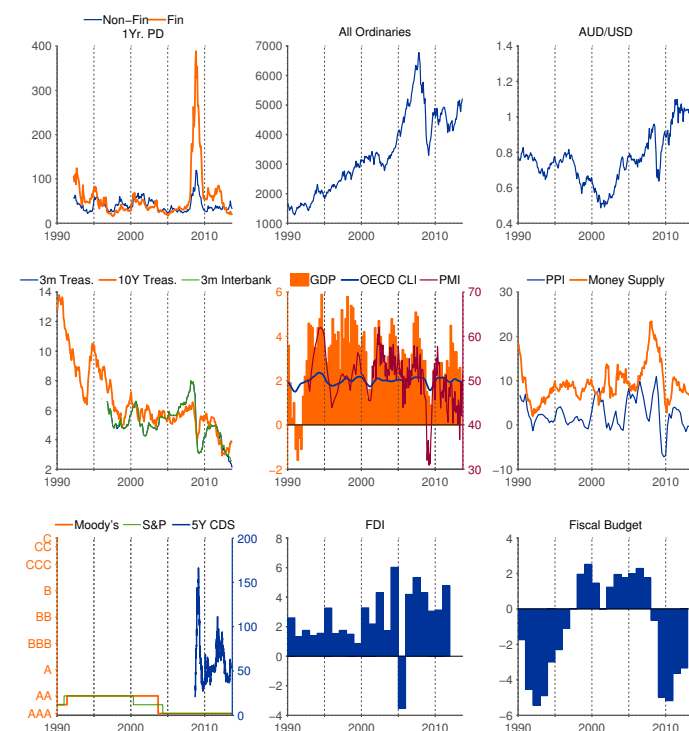 Non−Fin Fin
1Yr. PD
All Ordinaries
AUD/USD
400
300
200
100
0
1990 2000 2010
7000
6000
5000
4000
3000
2000
1000
1990 2000 2010
1.4
1.2
1
0.8
0.6
0.4
1990 2000 2010
3m Treas. 10Y Treas. 3m Interbank
GDP OECD CLI PMI
PPI Money Supply
14
12
10
8
6
4
2
1990 2000 2010
6
4
2
0
−2
70
60
50
40
30
1990 2000 2010
30
20
10
0
−10
1990 2000 2010
Moody's S&P 5Y CDS
FDI
Fiscal Budget
C
CC
CCC
B
BB
BBB
A
AA
AAA
200
150
100
50
0
1990 2000 2010
8
6
4
2
0
−2
−4
1990 2000 2010
4
2
0
−2
−4
−6
1990 2000 2010